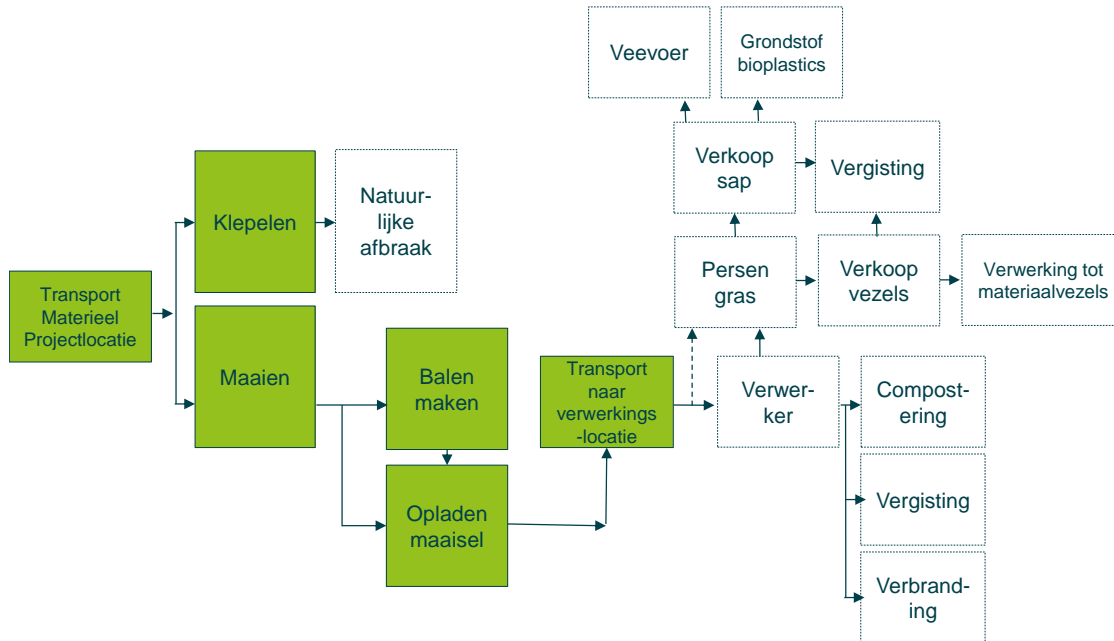 Veevoer
Grondstof
bioplastics
Verkoop
sap
Vergisting
Klepelen
Natuur-
lijke
afbraak
Persen
gras
Verkoop
vezels
Verwerking tot
materiaalvezels
Transport
Materieel
Projectlocatie
Maaien
Balen
maken
Transport
naar
verwerkings
-locatie
Verwer-
ker
Compost-
ering
Opladen
maaisel
Vergisting
Verbrand-
ing